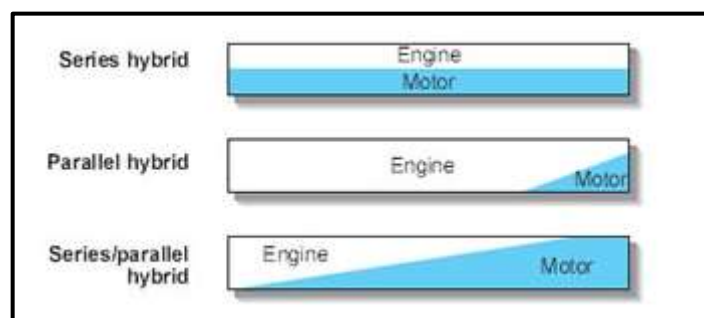 Series hybrid
Engine
Motor
Parallel hybrid
Engine
Motor
Series/parallel
hybrid
Engine
Motor